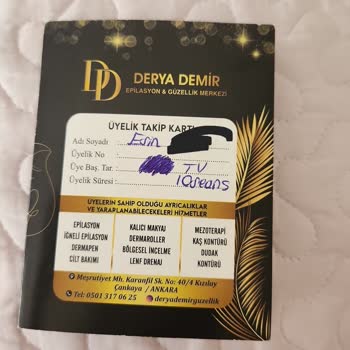 DD
DERYA DEMİR
EPİLASYON & GÜZELLİK MERKEZİ
ÜYELİK TAKİP KARTI
Adı Soyadı : Esin
Üyelik No :
Üye Baş. Tar. : TV
Üyelik Süresi : 10seans
ÜYELERİN SAHİP OLDUĞU AYRICALIKLAR
VE YARAPLANABİLECEKELERİ HİZMETLER
EPİLASYON
İĞNELİ EPİLASYON
DERMAPEN
CİLT BAKIMI
KALICI MAKYAJ
DERMAROLLER
BÖLGESEL İNCELME
LENF DRENAJ
MEZOTERAPİ
KAŞ KONTÜRÜ
DUDAK
KONTÜRÜ
Meşrutiyet Mh. Karanfil Sk. No: 40/4 Kızılay
Çankaya / ANKARA
Tel: 0501 317 06 25 deryademirguzellik